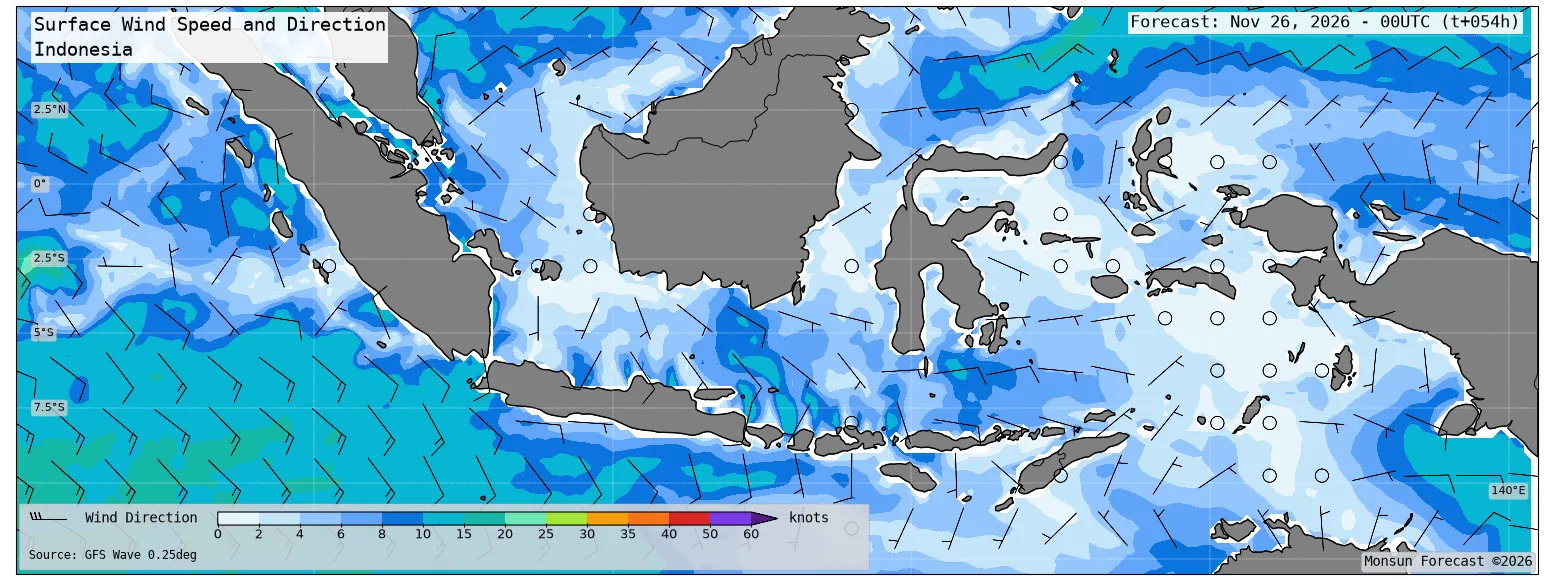 Surface Wind Speed and Direction
Indonesia
Forecast: Nov 26, 2026 - 00UTC (t+054h)
2.5°N
0°
2.5°S
5°S
7.5°S
140°E
Wind Direction
0 2 4 6 8 10 15 20 25 30 35 40 50 60
knots
Source: GFS Wave 0.25deg
Monsun Forecast ©2026